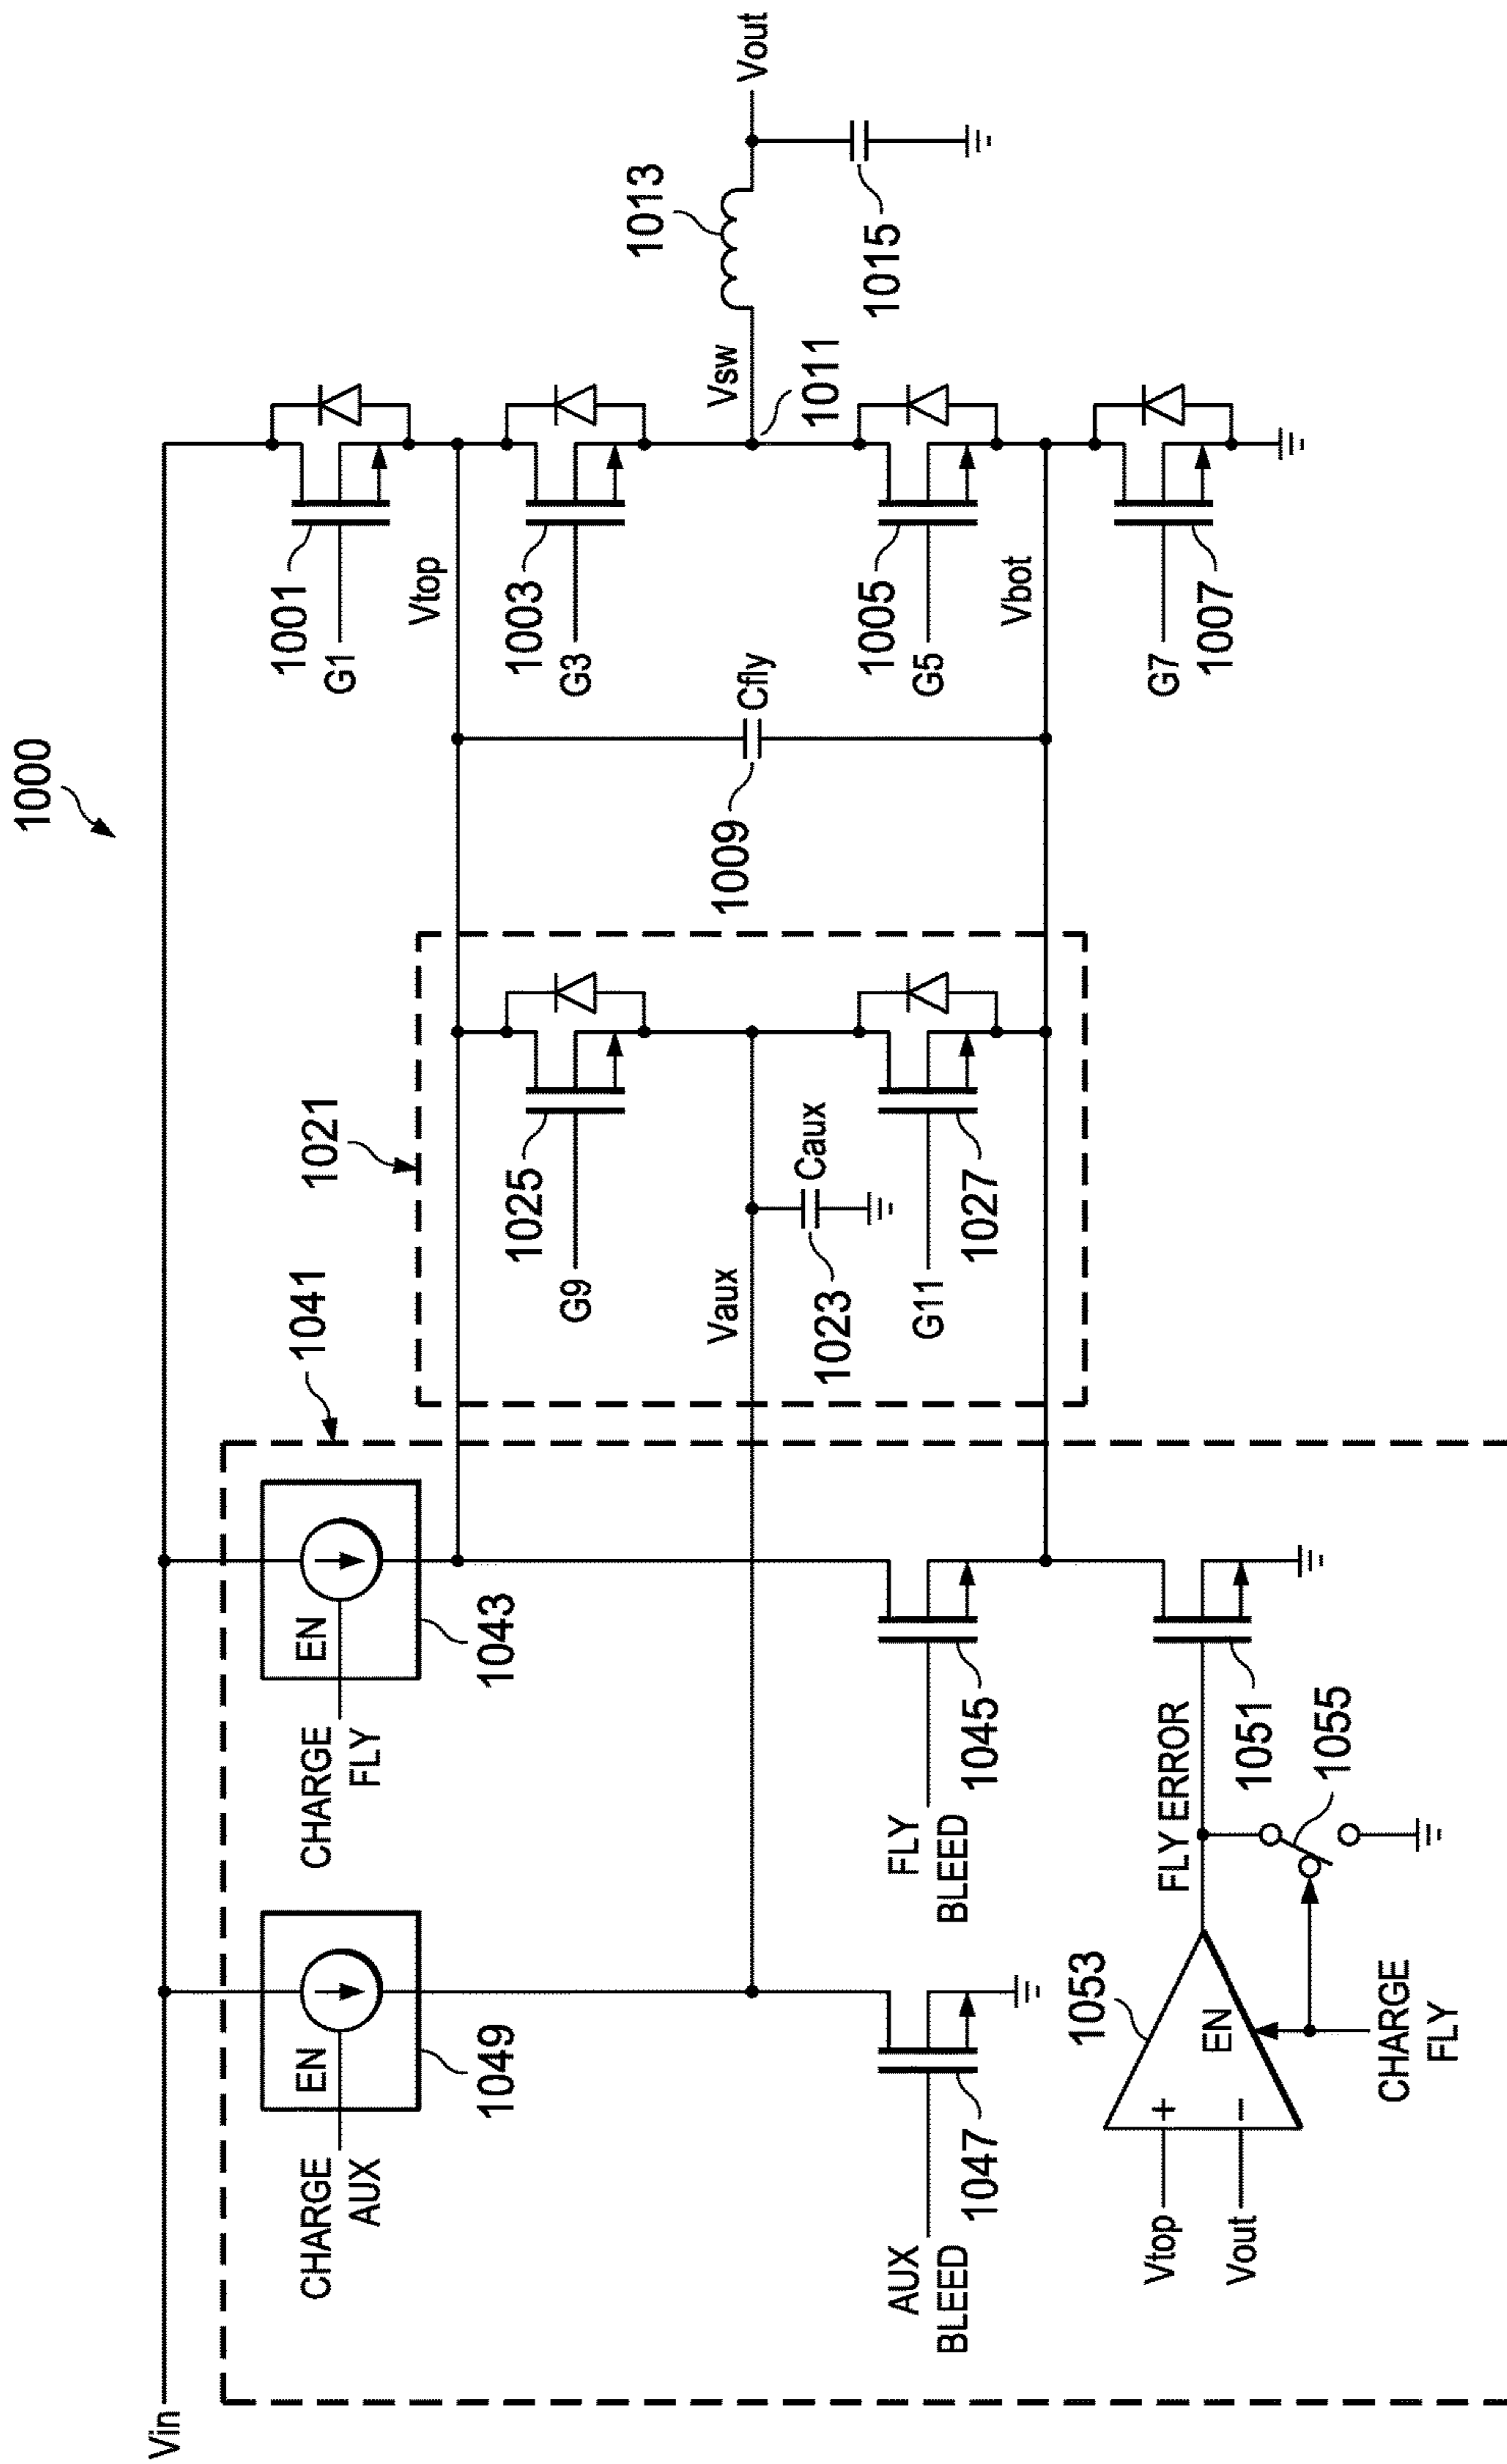 1000
Vin
1041
CHARGE
AUX
EN
1049
CHARGE
FLY
EN
1043
AUX
BLEED
1047
FLY
BLEED
1045
Vtop
Vout
+
−
EN
1053
CHARGE
FLY
FLY ERROR
1051
1055
1021
1025
G9
Vaux
Caux
1023
G11
1027
Cfly
1009
1001
G1
Vtop
1003
G3
Vsw
1011
1005
G5
Vbot
G7
1007
1013
1015
Vout